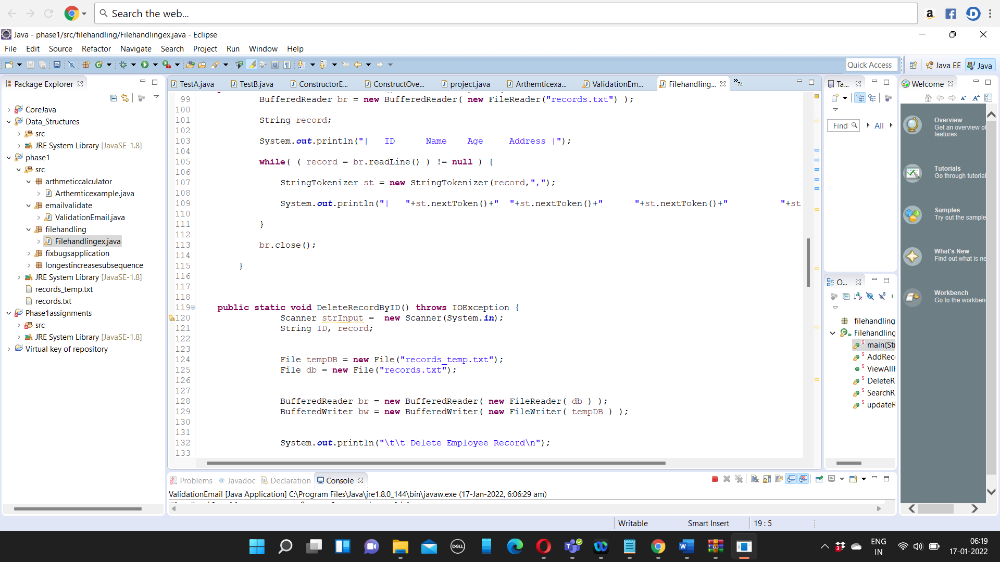 Search the web...
Java - phase1/src/filehandling/Filehandlingex.java - Eclipse
File Edit Source Refactor Navigate Search Project Run Window Help
Quick Access Java EE Java
Package Explorer
CoreJava
Data_Structures
src
JRE System Library [JavaSE-1.8]
phase1
src
arthmeticcalculator
Arthemticexample.java
emailvalidate
ValidationEmail.java
filehandling
Filehandlingex.java
fixbugsapplication
longestincreasesubsequence
JRE System Library [JavaSE-1.8]
records_temp.txt
records.txt
Phase1assignments
src
JRE System Library [JavaSE-1.8]
Virtual key of repository
TestA.java TestB.java ConstructorE... ConstructOve... project.java Arthemticexa... ValidationEm... Filehandling... »74
99 BufferedReader br = new BufferedReader( new FileReader("records.txt") );
100
101 String record;
102
103 System.out.println("|   ID      Name    Age     Address |");
104
105 while( ( record = br.readLine() ) != null ) {
106
107 StringTokenizer st = new StringTokenizer(record,",");
108
109 System.out.println("|   "+st.nextToken()+"  "+st.nextToken()+"      "+st.nextToken()+"          "+st
110
111 }
112
113 br.close();
114
115 }
116
117
118
119 public static void DeleteRecordByID() throws IOException {
120 Scanner strInput =  new Scanner(System.in);
121 String ID, record;
122
123
124 File tempDB = new File("records_temp.txt");
125 File db = new File("records.txt");
126
127
128 BufferedReader br = new BufferedReader( new FileReader( db ) );
129 BufferedWriter bw = new BufferedWriter( new FileWriter( tempDB ) );
130
131
132 System.out.println("\t\t Delete Employee Record\n");
133
Ta...
Find All
O...
filehandling
Filehandling
main(Stri
AddReco
ViewAllR
DeleteRe
SearchRe
updateR
Welcome
Overview
Get an overview of
features
Tutorials
Go through tutorial
Samples
Try out the sample
What's New
Find out what is ne
Workbench
Go to the workben
Problems Javadoc Declaration Console
ValidationEmail [Java Application] C:\Program Files\Java\jre1.8.0_144\bin\javaw.exe (17-Jan-2022, 6:06:29 am)
Writable Smart Insert 19 : 5
DELL
ENG
IN
06:19
17-01-2022